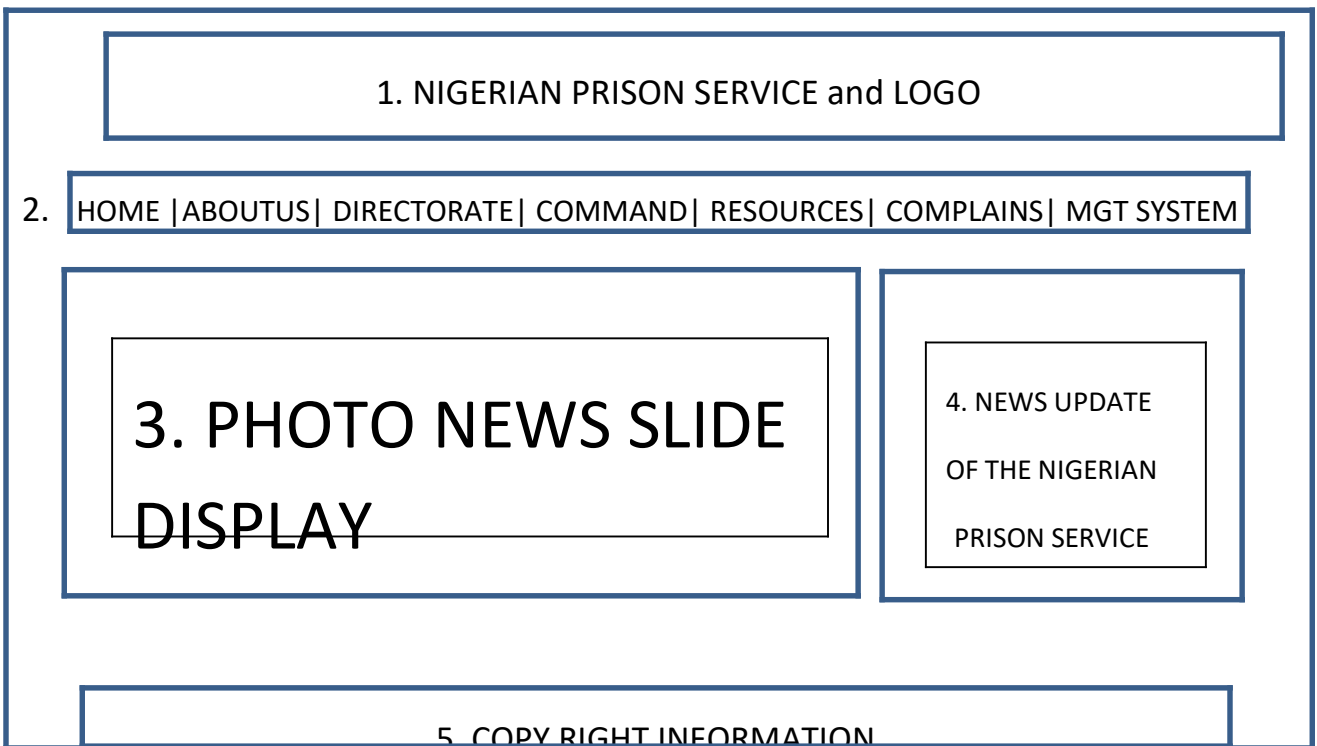 1. NIGERIAN PRISON SERVICE and LOGO
2. HOME |ABOUTUS| DIRECTORATE| COMMAND| RESOURCES| COMPLAINS| MGT SYSTEM
3. PHOTO NEWS SLIDE
DISPLAY
4. NEWS UPDATE
OF THE NIGERIAN
PRISON SERVICE
5. COPY RIGHT INFORMATION